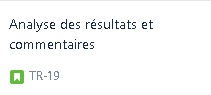 Analyse des résultats et
commentaires
TR-19